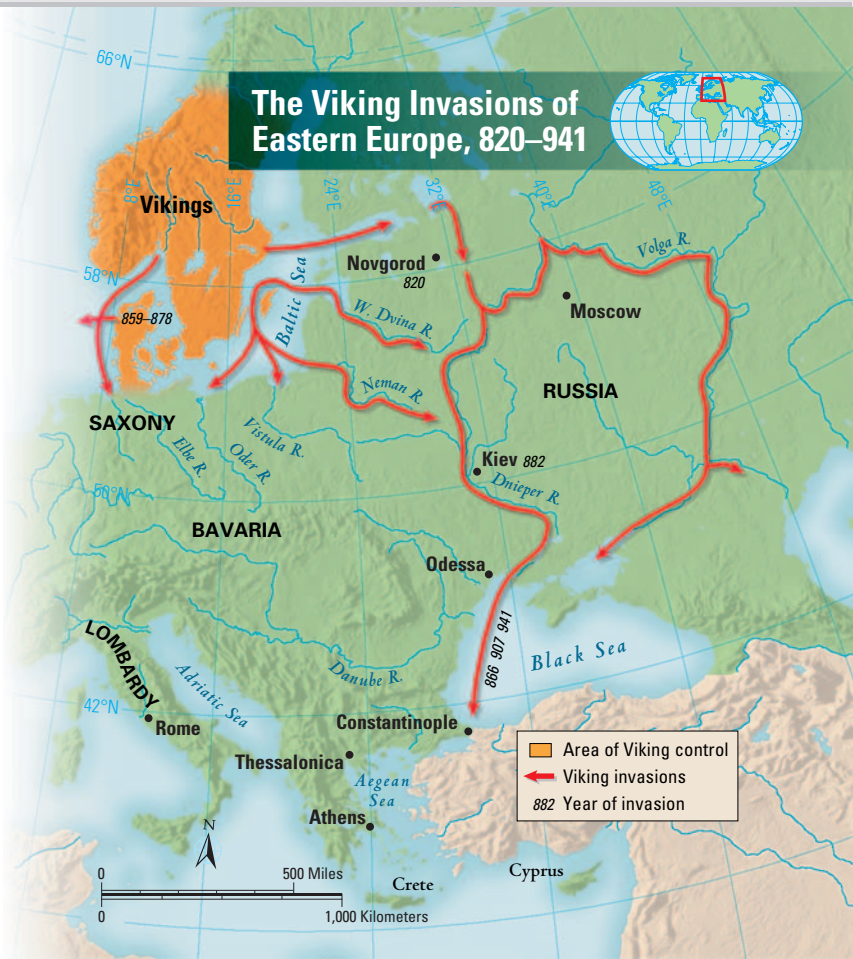 66°N
The Viking Invasions of
Eastern Europe, 820–941
8°E
16°E
24°E
32°E
40°E
48°E
Vikings
58°N
Baltic Sea
Novgorod
820
Volga R.
859–878
W. Dvina R.
Moscow
Neman R.
RUSSIA
SAXONY
Vistula R.
Elbe R.
Oder R.
Kiev 882
Dnieper R.
50°N
BAVARIA
Odessa
LOMBARDY
866 907 941
Black Sea
Adriatic Sea
Danube R.
42°N
Rome
Constantinople
Thessalonica
Aegean
Sea
Athens
Area of Viking control
Viking invasions
882 Year of invasion
N
0 500 Miles
0 1,000 Kilometers
Crete
Cyprus